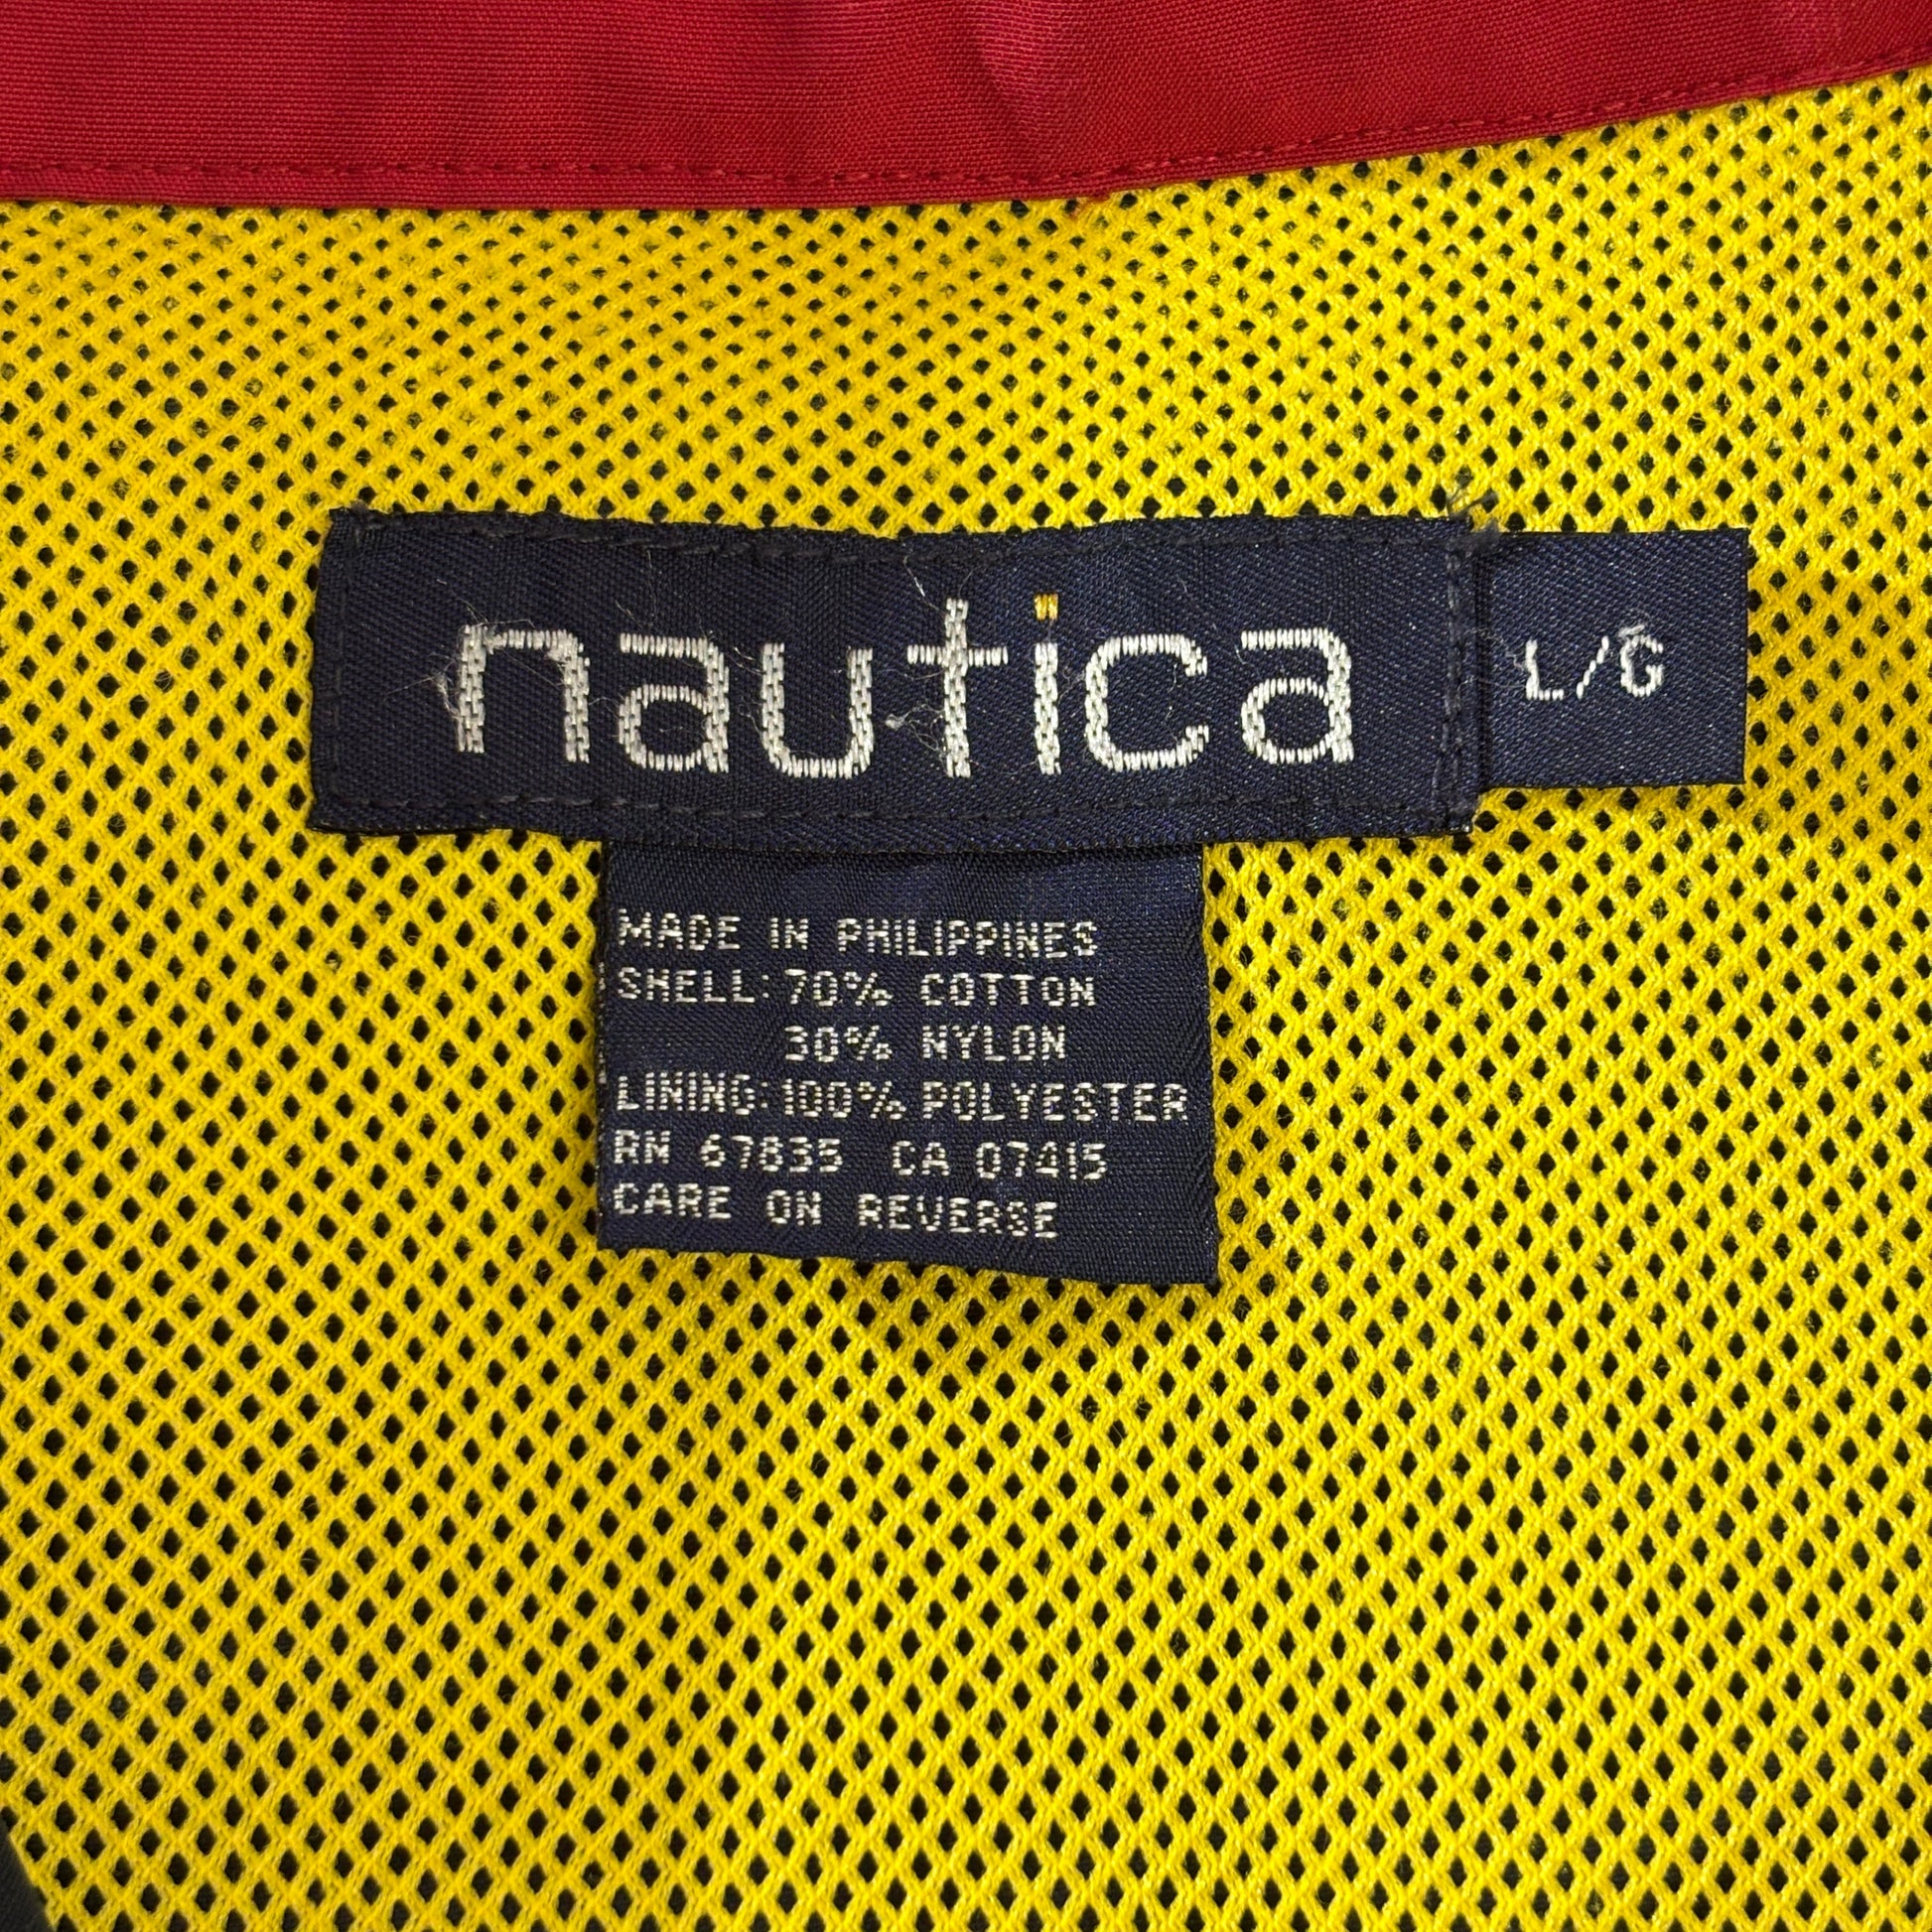 nautica
L/G
MADE IN PHILIPPINES
SHELL: 70% COTTON
30% NYLON
LINING: 100% POLYESTER
RN 67835 CA 07415
CARE ON REVERSE